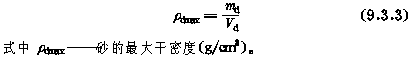 ρdmax = md/Vd (9.3.3)
式中 ρdmax——砂的最大干密度(g/cm³)。